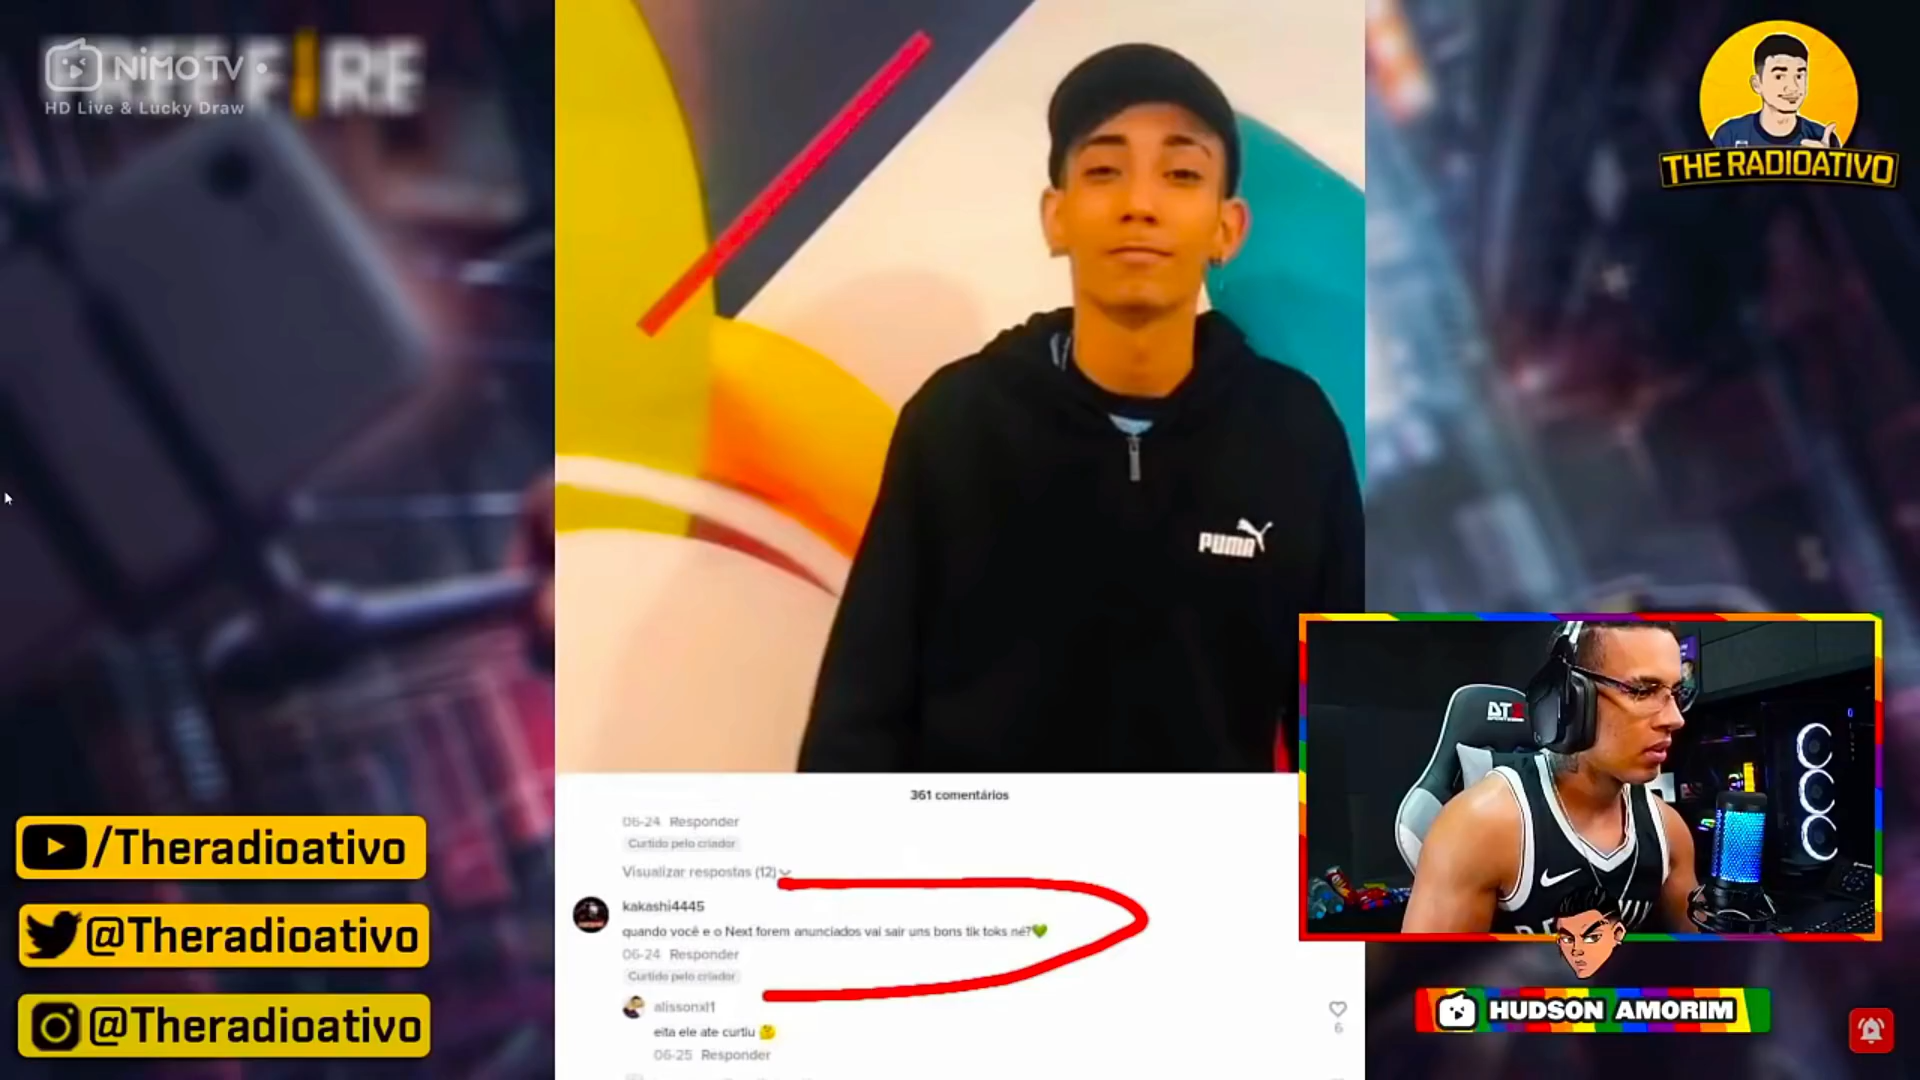 FREE FIRE
NIMO TV
HD Live & Lucky Draw
THE RADIOATIVO
PUMA
361 comentários
06-24 Responder
Curtido pelo criador
Visualizar respostas (12)
kakashi4445
quando você e o Next forem anunciados vai sair uns bons tik toks né?💚
06-24 Responder
Curtido pelo criador
alissonxl1
eita ele ate curtiu 🤔
6
06-25 Responder
/Theradioativo
@Theradioativo
@Theradioativo
HUDSON AMORIM